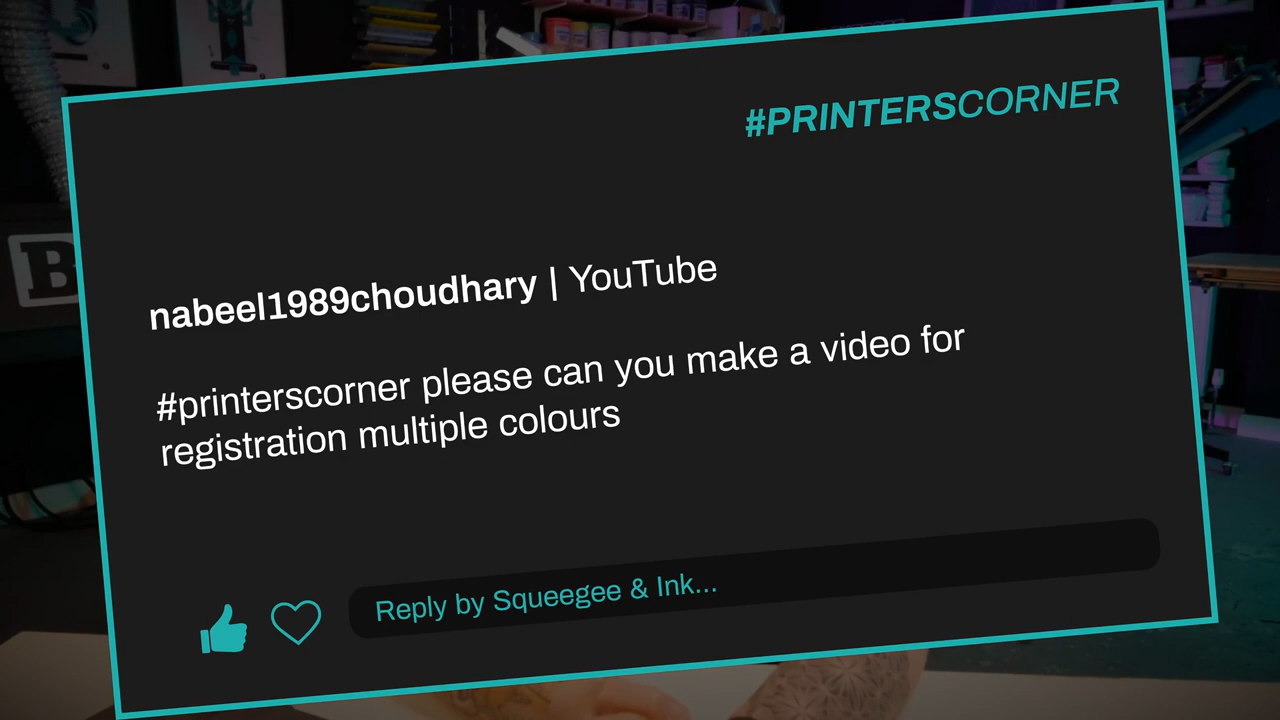 #PRINTERSCORNER
nabeel1989choudhary | YouTube
#printerscorner please can you make a video for
registration multiple colours
Reply by Squeegee & Ink...
B